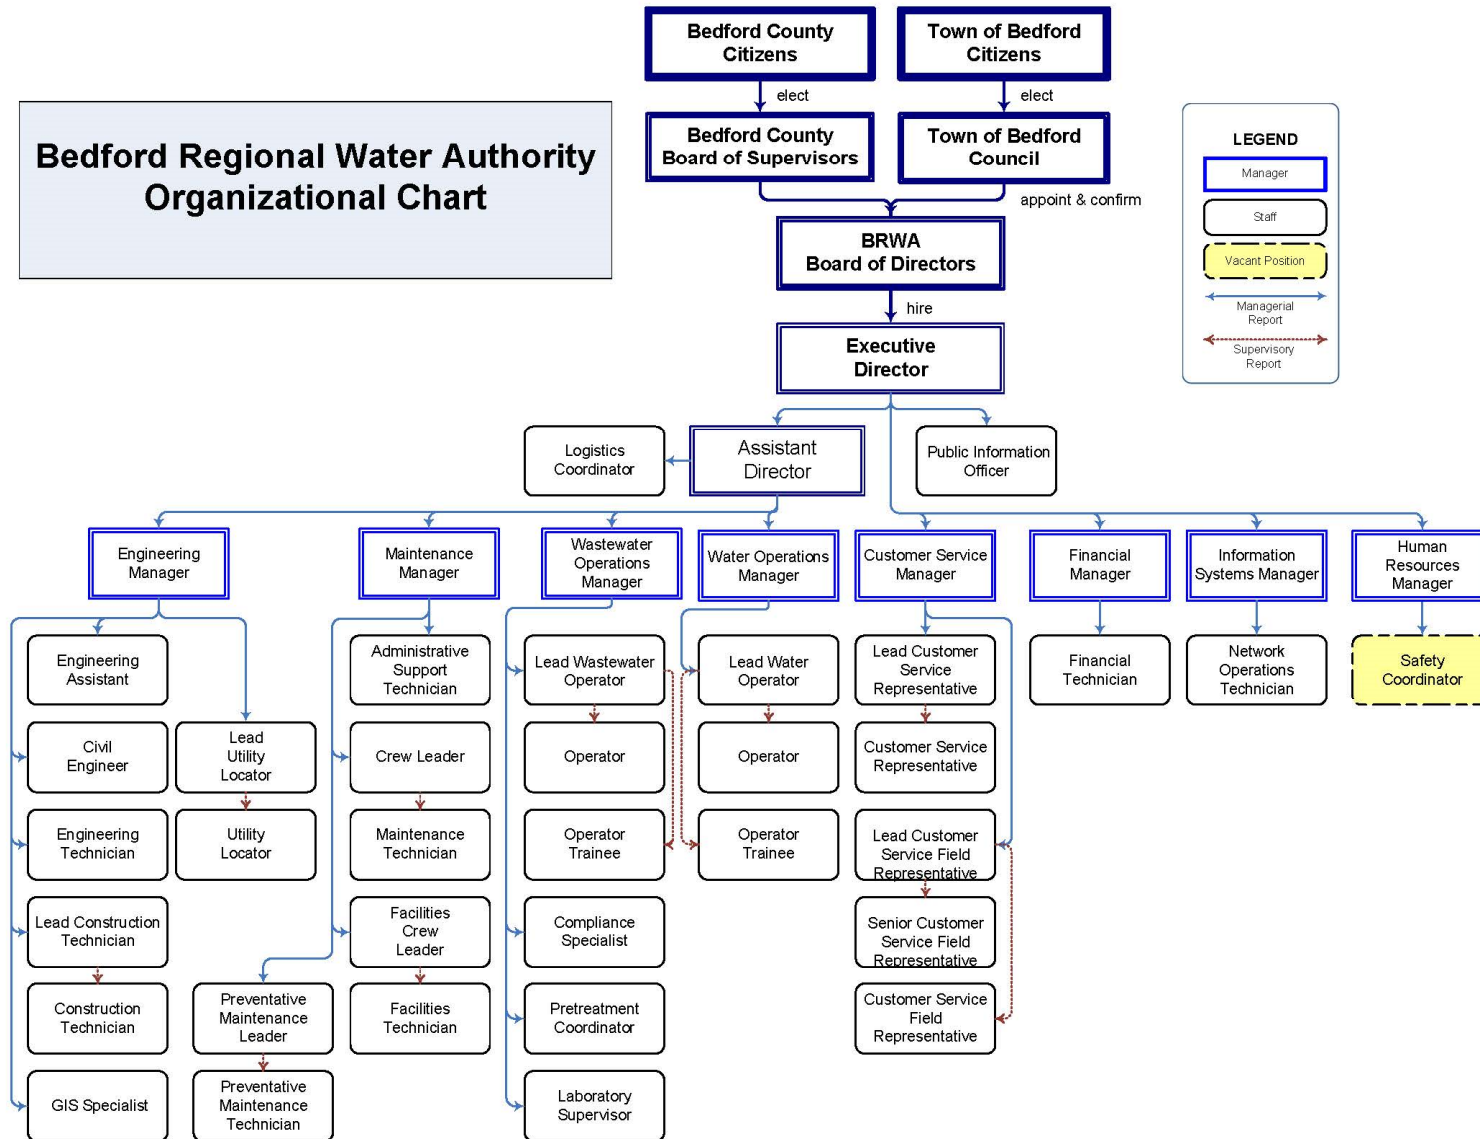 Bedford County
Citizens
Town of Bedford
Citizens
elect
elect
Bedford Regional Water Authority
Organizational Chart
Bedford County
Board of Supervisors
Town of Bedford
Council
appoint & confirm
LEGEND
Manager
Staff
Vacant Position
Managerial
Report
Supervisory
Report
BRWA
Board of Directors
hire
Executive
Director
Logistics
Coordinator
Assistant
Director
Public Information
Officer
Engineering
Manager
Maintenance
Manager
Wastewater
Operations
Manager
Water Operations
Manager
Customer Service
Manager
Financial
Manager
Information
Systems Manager
Human
Resources
Manager
Engineering
Assistant
Administrative
Support
Technician
Lead Wastewater
Operator
Lead Water
Operator
Lead Customer
Service
Representative
Financial
Technician
Network
Operations
Technician
Safety
Coordinator
Civil
Engineer
Lead
Utility
Locator
Crew Leader
Operator
Operator
Customer Service
Representative
Engineering
Technician
Utility
Locator
Maintenance
Technician
Operator
Trainee
Operator
Trainee
Lead Customer
Service Field
Representative
Lead Construction
Technician
Facilities
Crew
Leader
Compliance
Specialist
Senior Customer
Service Field
Representative
Construction
Technician
Preventative
Maintenance
Leader
Facilities
Technician
Pretreatment
Coordinator
Customer Service
Field
Representative
GIS Specialist
Preventative
Maintenance
Technician
Laboratory
Supervisor